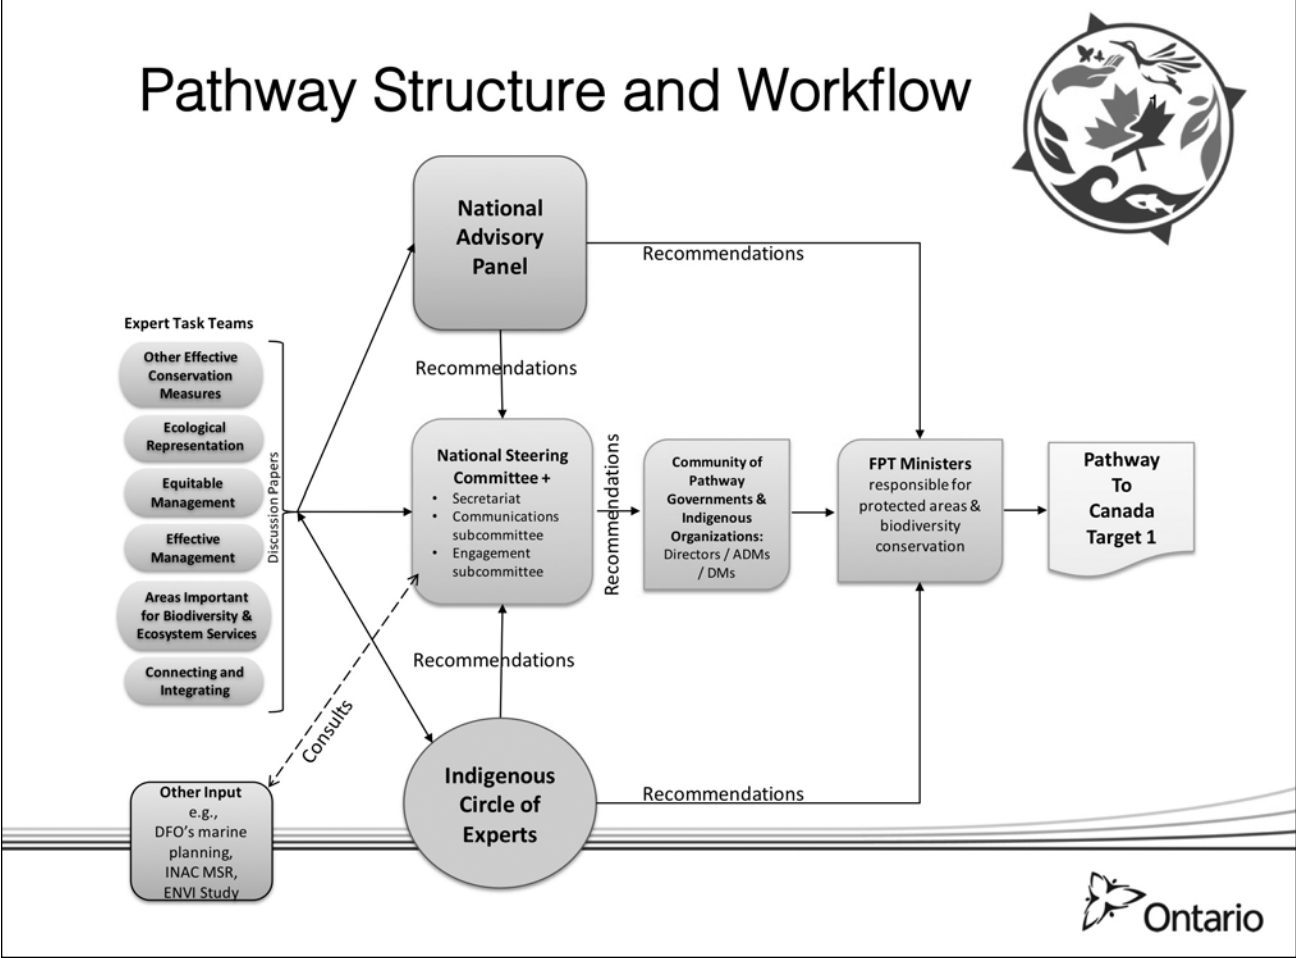 Pathway Structure and Workflow
1
National
Advisory
Panel
Recommendations
Recommendations
Expert Task Teams
Other Effective
Conservation
Measures
Ecological
Representation
Equitable
Management
Effective
Management
Areas Important
for Biodiversity &
Ecosystem Services
Connecting and
Integrating
Discussion Papers
National Steering
Committee +
• Secretariat
• Communications
subcommittee
• Engagement
subcommittee
Recommendations
Community of
Pathway
Governments &
Indigenous
Organizations:
Directors / ADMs
/ DMs
FPT Ministers
responsible for
protected areas &
biodiversity
conservation
Pathway
To
Canada
Target 1
Recommendations
Consults
Indigenous
Circle of
Experts
Recommendations
Other Input
e.g.,
DFO's marine
planning,
INAC MSR,
ENVI Study
Ontario